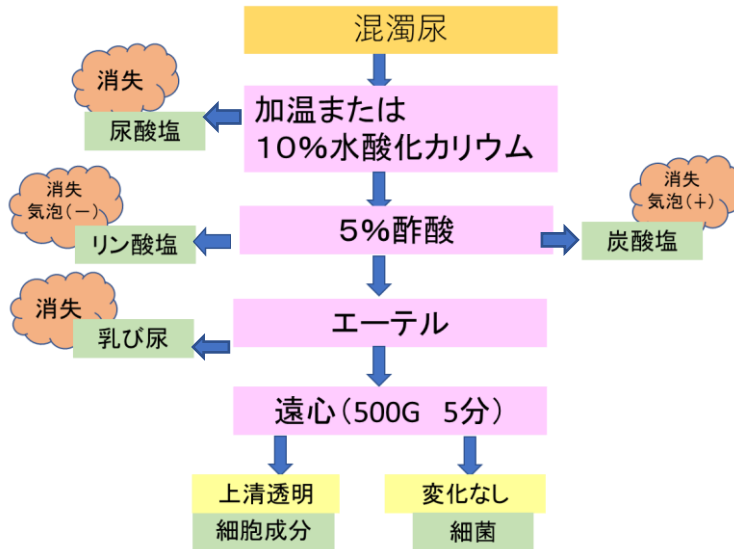 混濁尿
消失
尿酸塩
加温または
10%水酸化カリウム
消失
気泡(－)
リン酸塩
5%酢酸
消失
気泡(＋)
炭酸塩
消失
乳び尿
エーテル
遠心(500G 5分)
上清透明
細胞成分
変化なし
細菌